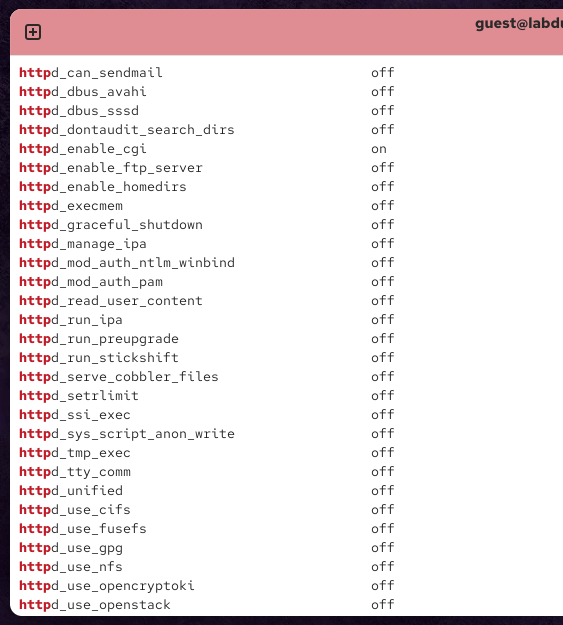 guest@labdu
httpd_can_sendmail off
httpd_dbus_avahi off
httpd_dbus_sssd off
httpd_dontaudit_search_dirs off
httpd_enable_cgi on
httpd_enable_ftp_server off
httpd_enable_homedirs off
httpd_execmem off
httpd_graceful_shutdown off
httpd_manage_ipa off
httpd_mod_auth_ntlm_winbind off
httpd_mod_auth_pam off
httpd_read_user_content off
httpd_run_ipa off
httpd_run_preupgrade off
httpd_run_stickshift off
httpd_serve_cobbler_files off
httpd_setrlimit off
httpd_ssi_exec off
httpd_sys_script_anon_write off
httpd_tmp_exec off
httpd_tty_comm off
httpd_unified off
httpd_use_cifs off
httpd_use_fusefs off
httpd_use_gpg off
httpd_use_nfs off
httpd_use_opencryptoki off
httpd_use_openstack off